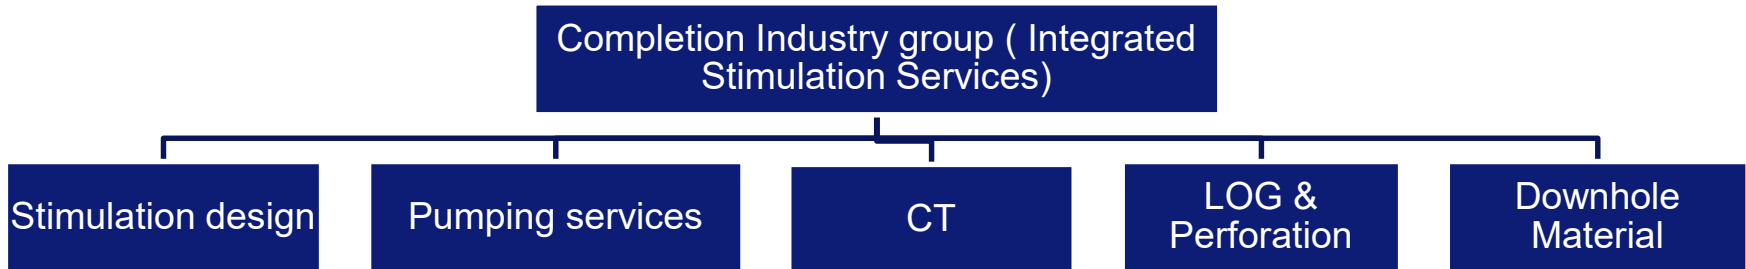 Completion Industry group ( Integrated
Stimulation Services)
Stimulation design
Pumping services
CT
LOG &
Perforation
Downhole
Material